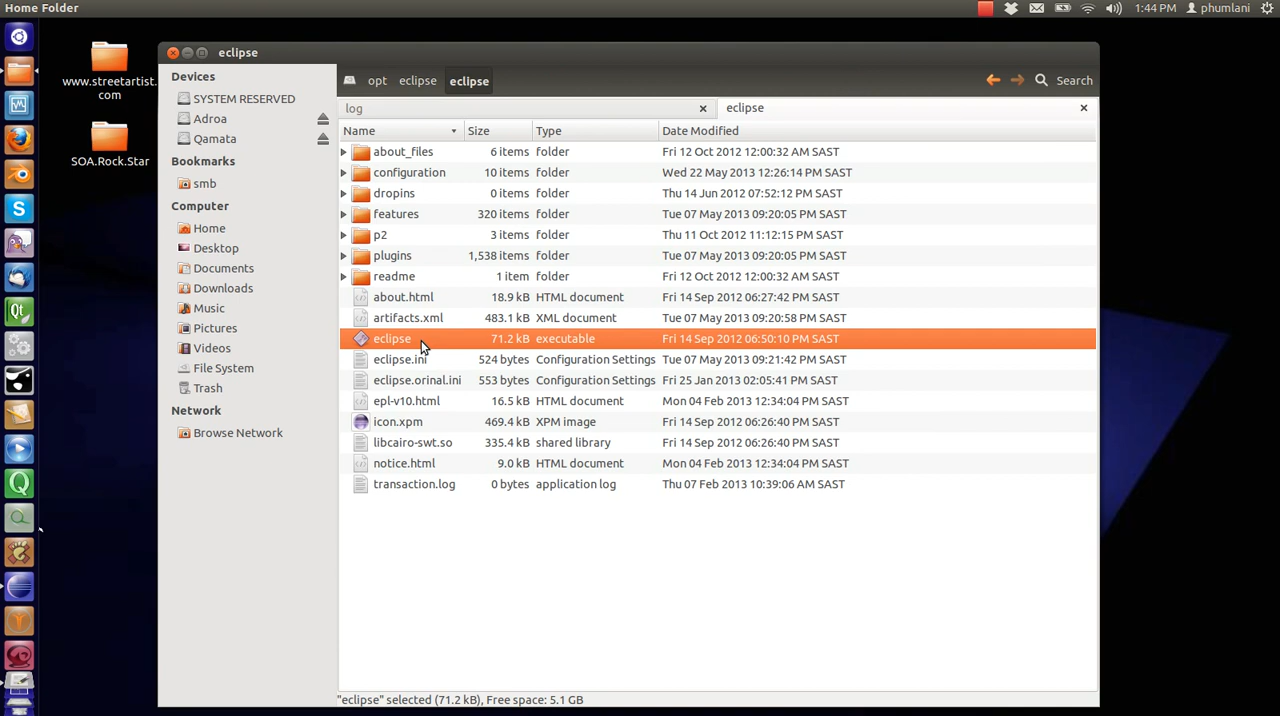 Home Folder 1:44 PM phumlani
www.streetartist.
com
SOA.Rock.Star
S
Qt
Q
eclipse
Devices
SYSTEM RESERVED
Adroa
Qamata
Bookmarks
smb
Computer
Home
Desktop
Documents
Downloads
Music
Pictures
Videos
File System
Trash
Network
Browse Network
opt eclipse eclipse Search
log eclipse
Name Size Type Date Modified
about_files 6 items folder Fri 12 Oct 2012 12:00:32 AM SAST
configuration 10 items folder Wed 22 May 2013 12:26:14 PM SAST
dropins 0 items folder Thu 14 Jun 2012 07:52:12 PM SAST
features 320 items folder Tue 07 May 2013 09:20:05 PM SAST
p2 3 items folder Thu 11 Oct 2012 11:12:15 PM SAST
plugins 1,538 items folder Tue 07 May 2013 09:20:05 PM SAST
readme 1 item folder Fri 12 Oct 2012 12:00:32 AM SAST
about.html 18.9 kB HTML document Fri 14 Sep 2012 06:27:42 PM SAST
artifacts.xml 483.1 kB XML document Tue 07 May 2013 09:20:58 PM SAST
eclipse 71.2 kB executable Fri 14 Sep 2012 06:50:10 PM SAST
eclipse.ini 524 bytes Configuration Settings Tue 07 May 2013 09:21:42 PM SAST
eclipse.orinal.ini 553 bytes Configuration Settings Fri 25 Jan 2013 02:05:41 PM SAST
epl-v10.html 16.5 kB HTML document Mon 04 Feb 2013 12:34:04 PM SAST
icon.xpm 469.4 kB XPM image Fri 14 Sep 2012 06:26:40 PM SAST
libcairo-swt.so 335.4 kB shared library Fri 14 Sep 2012 06:26:40 PM SAST
notice.html 9.0 kB HTML document Mon 04 Feb 2013 12:34:04 PM SAST
transaction.log 0 bytes application log Thu 07 Feb 2013 10:39:06 AM SAST
"eclipse" selected (71.2 kB), Free space: 5.1 GB